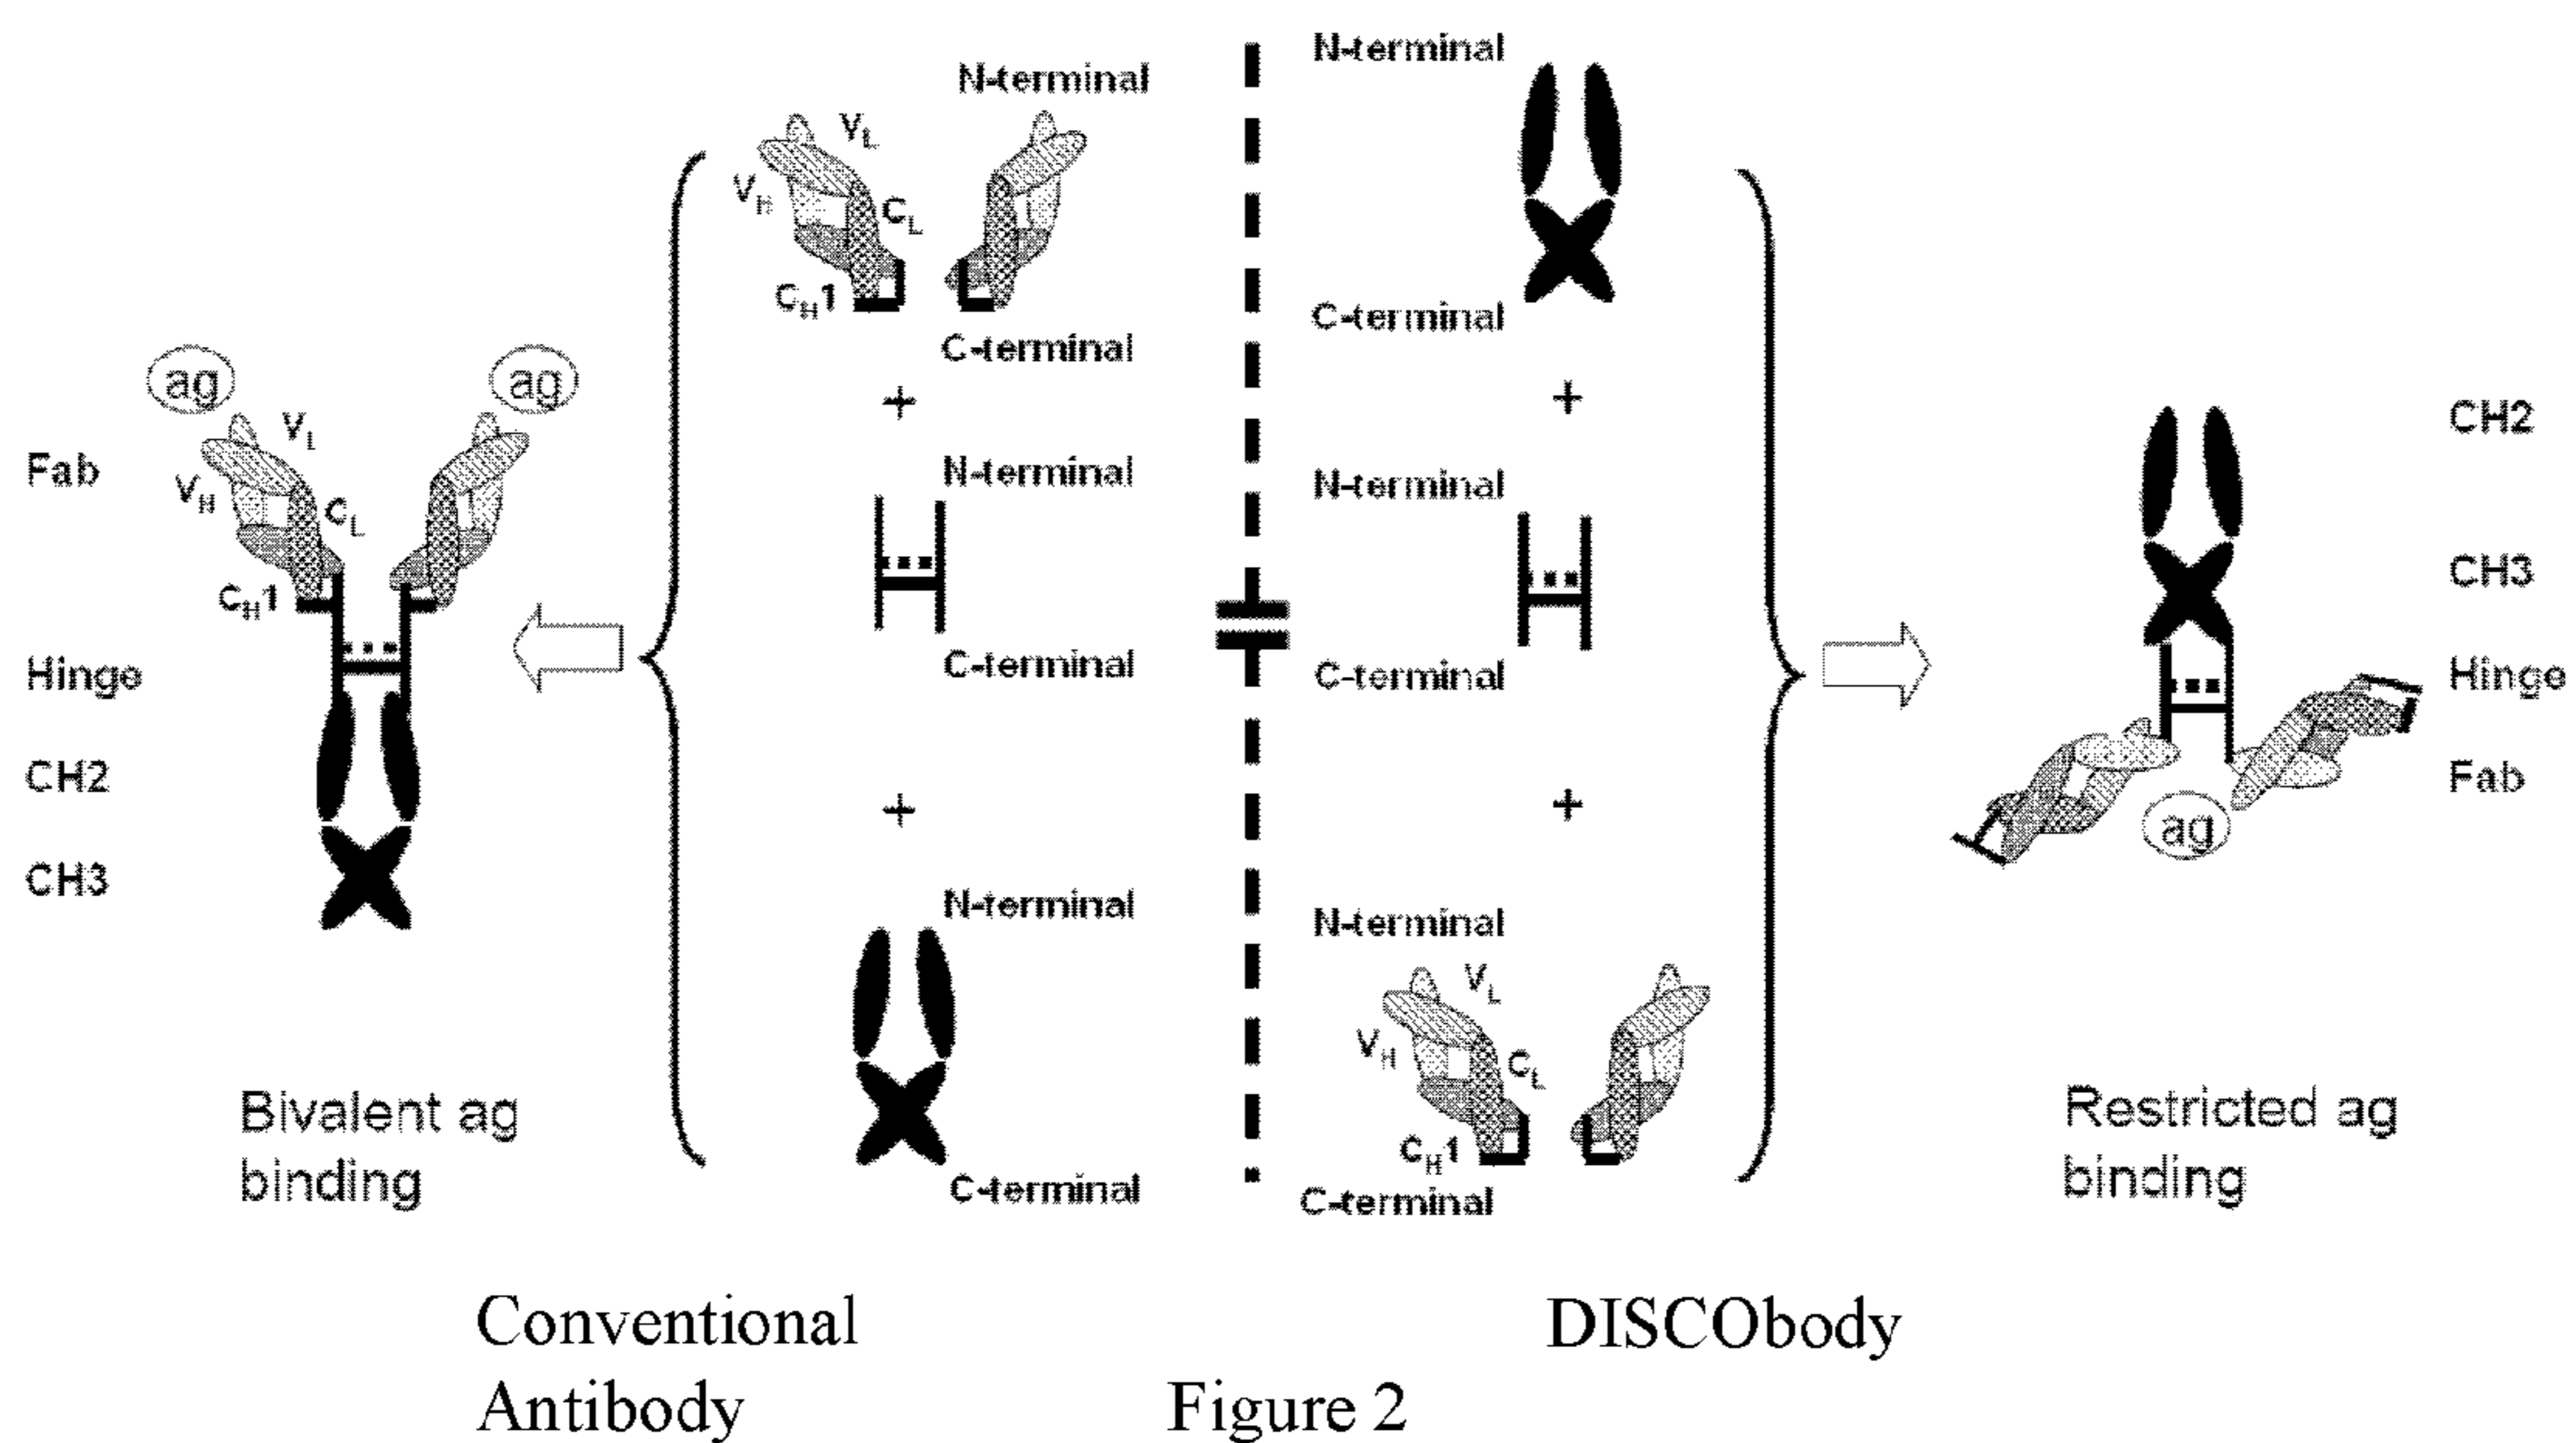 ag
ag
Fab
VL
VH
CL
CH1
Hinge
CH2
CH3
Bivalent ag
binding
N-terminal
VL
VH
CL
CH1
C-terminal
+
N-terminal
C-terminal
+
N-terminal
C-terminal
N-terminal
C-terminal
+
N-terminal
C-terminal
+
N-terminal
VL
VH
CL
CH1
C-terminal
CH2
CH3
Hinge
Fab
ag
Restricted ag
binding
Conventional
Antibody
DISCObody
Figure 2